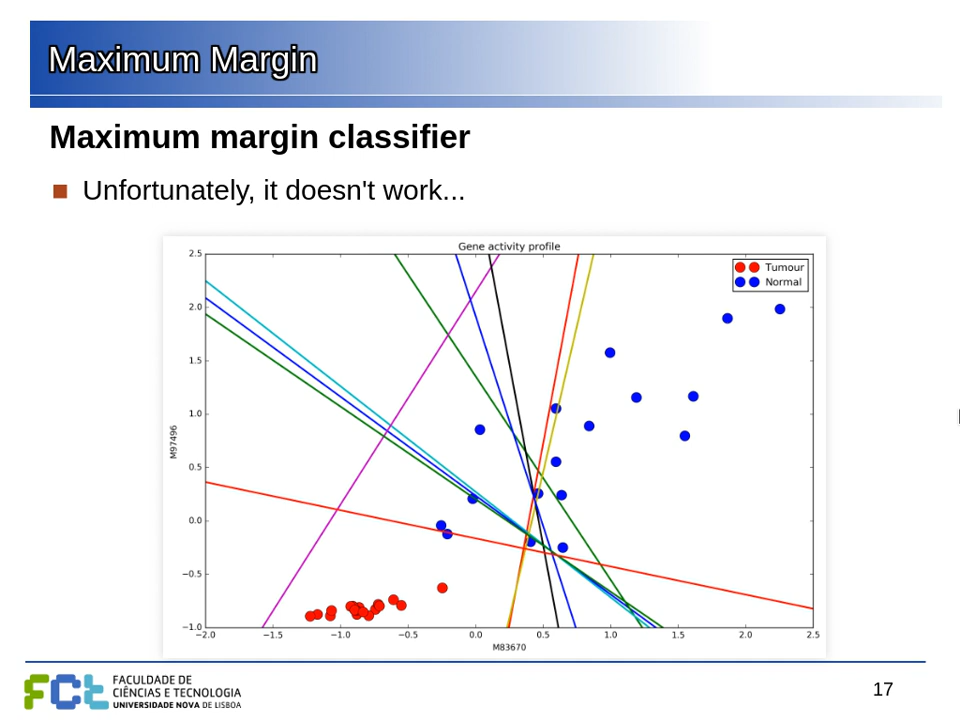 Maximum Margin
Maximum margin classifier
Unfortunately, it doesn't work...
Gene activity profile
Tumour
Normal
2.5
2.0
1.5
1.0
0.5
0.0
−0.5
−1.0
M97496
−2.0 −1.5 −1.0 −0.5 0.0 0.5 1.0 1.5 2.0 2.5
M83670
FCt
FACULDADE DE
CIÊNCIAS E TECNOLOGIA
UNIVERSIDADE NOVA DE LISBOA
17